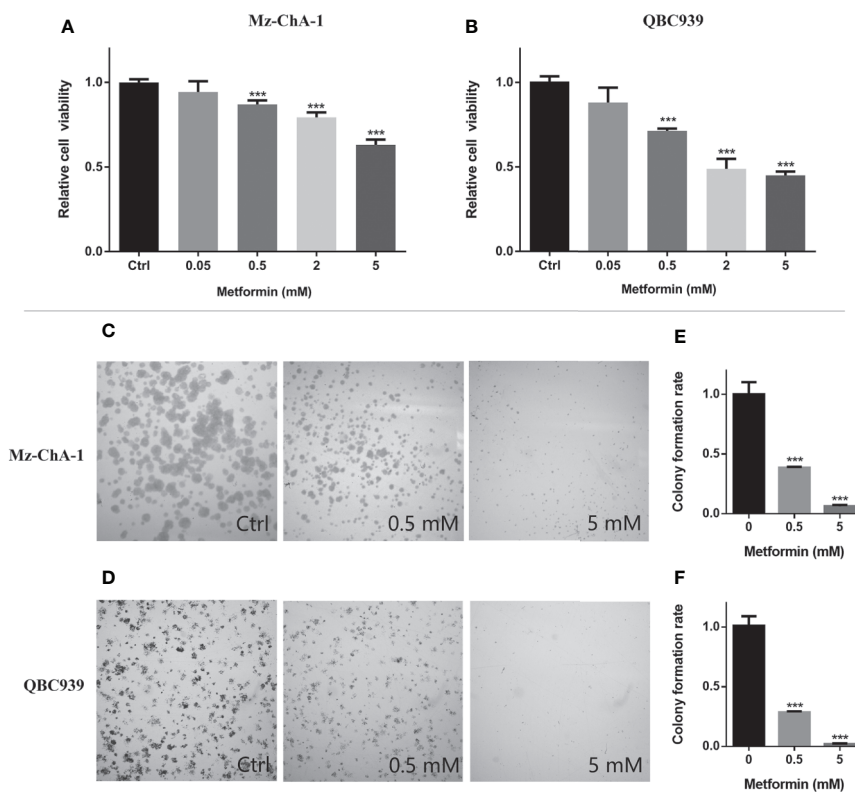 A
Mz-ChA-1
Relative cell viability
1.0
0.5
0.0
***
***
***
Ctrl 0.05 0.5 2 5
Metformin (mM)
B
QBC939
Relative cell viability
1.0
0.5
0.0
***
***
***
Ctrl 0.05 0.5 2 5
Metformin (mM)
C
Mz-ChA-1
Ctrl
0.5 mM
5 mM
E
Colony formation rate
1.0
0.5
0.0
***
***
0 0.5 5
Metformin (mM)
D
QBC939
Ctrl
0.5 mM
5 mM
F
Colony formation rate
1.0
0.5
0.0
***
***
0 0.5 5
Metformin (mM)